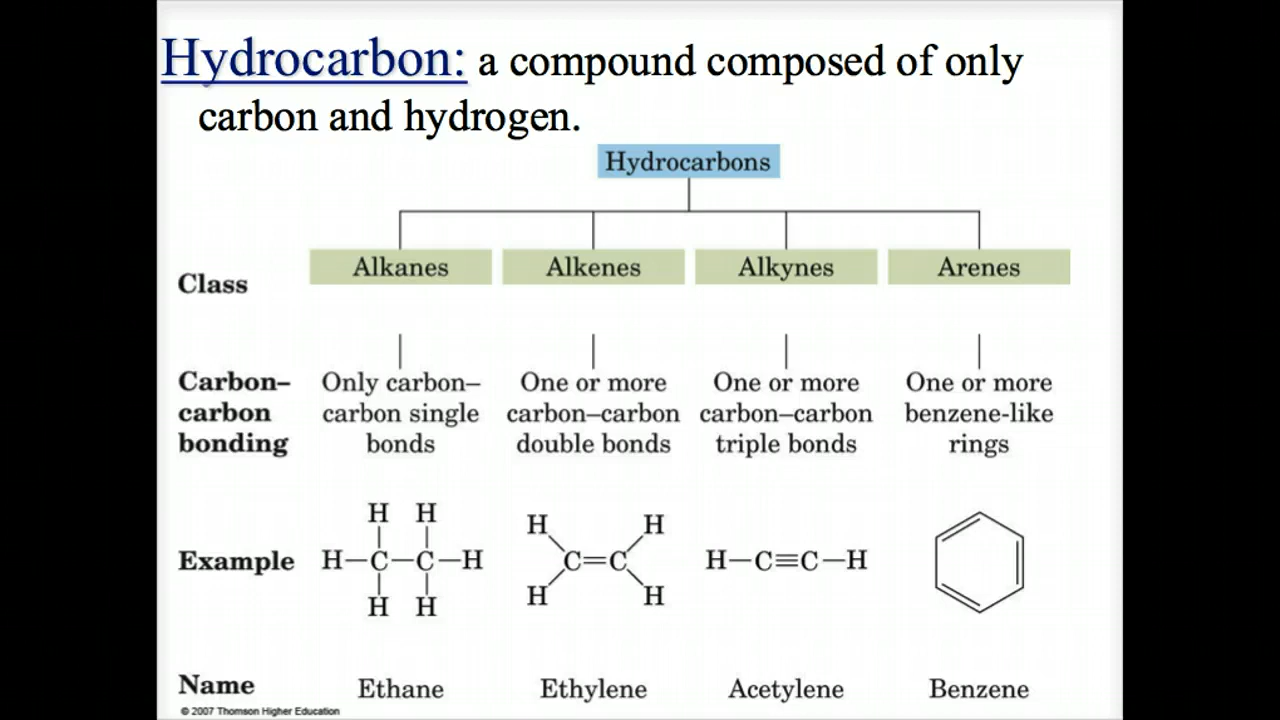 Hydrocarbon: a compound composed of only
carbon and hydrogen.
Hydrocarbons
Class
Alkanes
Alkenes
Alkynes
Arenes
Carbon–
carbon
bonding
Only carbon–
carbon single
bonds
One or more
carbon–carbon
double bonds
One or more
carbon–carbon
triple bonds
One or more
benzene-like
rings
Example
H H
H–C–C–H
H H
H H
C=C
H H
H–C≡C–H
Name
Ethane
Ethylene
Acetylene
Benzene
© 2007 Thomson Higher Education